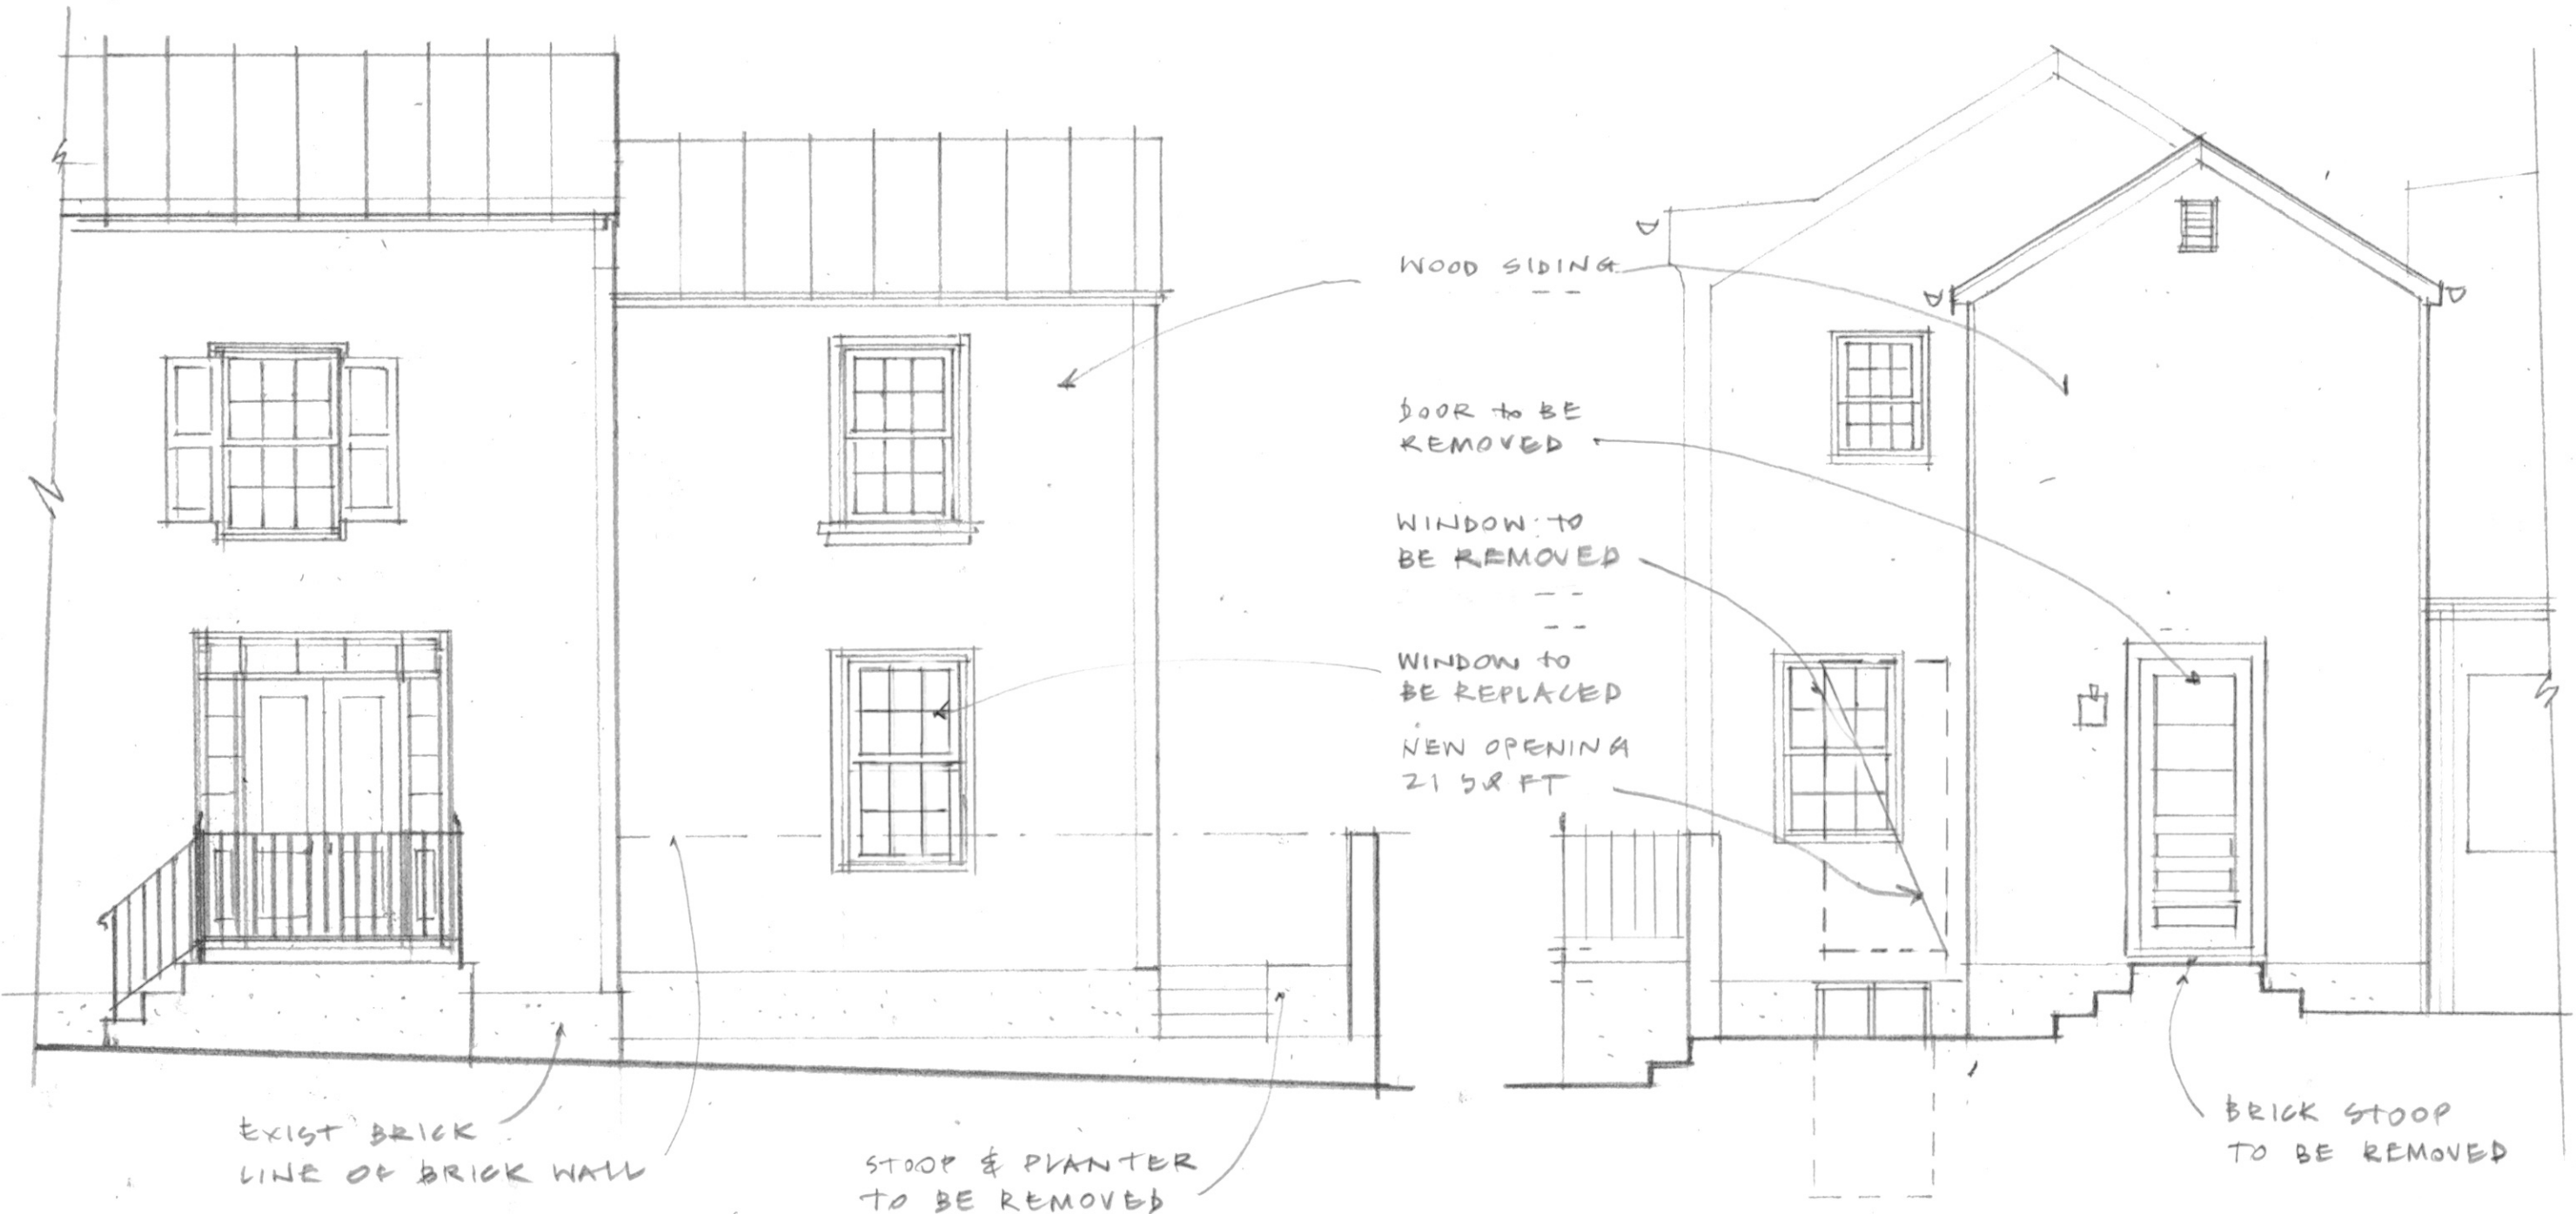 WOOD SIDING
DOOR to BE
REMOVED
WINDOW to
BE REMOVED
WINDOW to
BE REPLACED
NEW OPENING
21 SQ FT
EXIST BRICK
LINE OF BRICK WALL
STOOP & PLANTER
TO BE REMOVED
BRICK STOOP
TO BE REMOVED